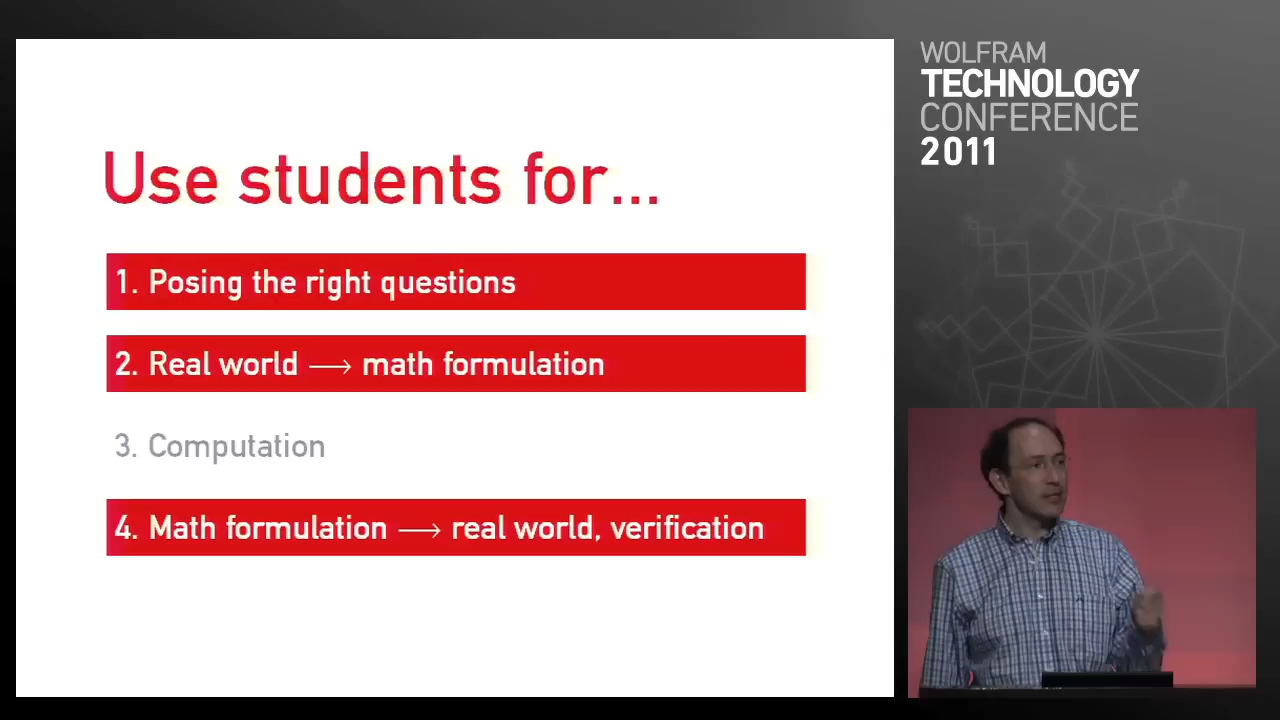 Use students for...
1. Posing the right questions
2. Real world ⟶ math formulation
3. Computation
4. Math formulation ⟶ real world, verification
WOLFRAM
TECHNOLOGY
CONFERENCE
2011